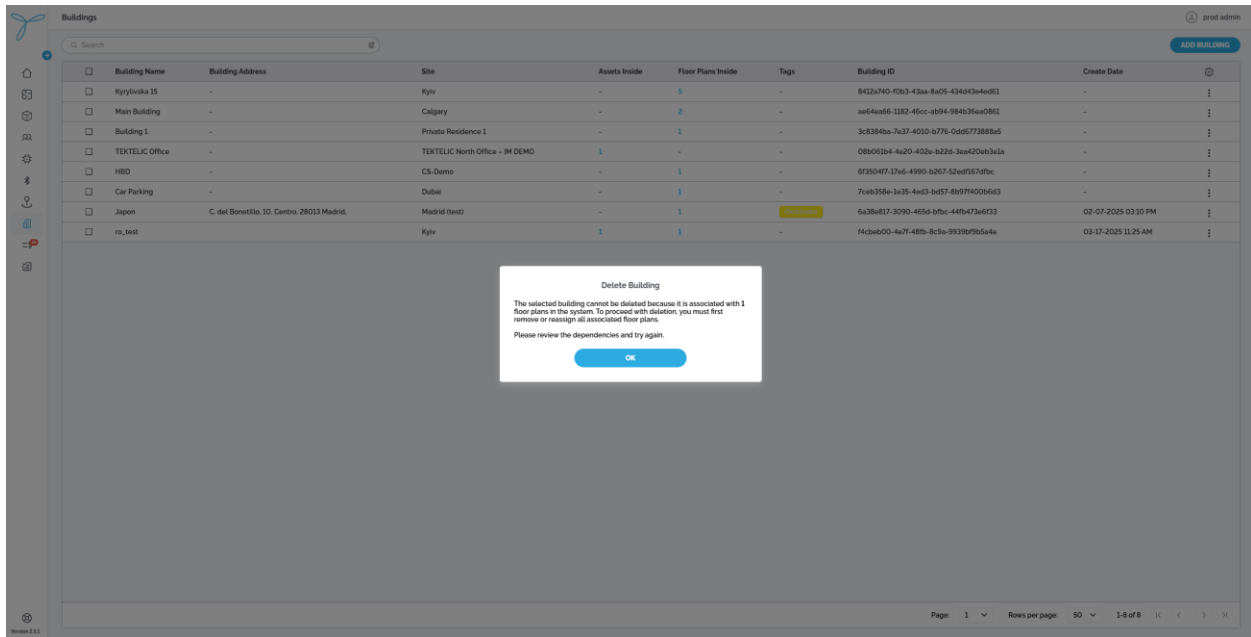 Buildings
prod admin
Search
ADD BUILDING
Building Name Building Address Site Assets Inside Floor Plans Inside Tags Building ID Create Date
Kyrylivska 15 - Kyiv - 5 - 8412a740-f0b3-43aa-8a05-434d43e4ed61 -
Main Building - Calgary - 2 - ae64ea66-1182-46cc-ab94-984b36ea0861 -
Building 1 - Private Residence 1 - 1 - 3c8384ba-7e37-4010-b776-0dd6773888a5 -
TEKTELIC Office - TEKTELIC North Office – IM DEMO 1 - - 08b061b4-4e20-402e-b22d-3ea420eb3e1a -
HBD - CS-Demo - 1 - 6f3504f7-17e6-4990-b267-52edf167dfbc -
Car Parking - Dubai - 1 - 7ceb358e-1e35-4ed3-bd57-8b97f400b6d3 -
Japon C. del Bonetillo, 10, Centro, 28013 Madrid, Madrid (test) - 1 6a38e817-3090-465d-bfbc-44fb473e6f33 02-07-2025 03:10 PM
ro_test - Kyiv 1 1 - f4cbeb00-4e7f-48fb-8c9a-9939bf9b5a4e 03-17-2025 11:25 AM
Delete Building
The selected building cannot be deleted because it is associated with 1
floor plans in the system. To proceed with deletion, you must first
remove or reassign all associated floor plans.
Please review the dependencies and try again.
OK
Page: 1 Rows per page: 50 1-8 of 8
Version 2.5.1